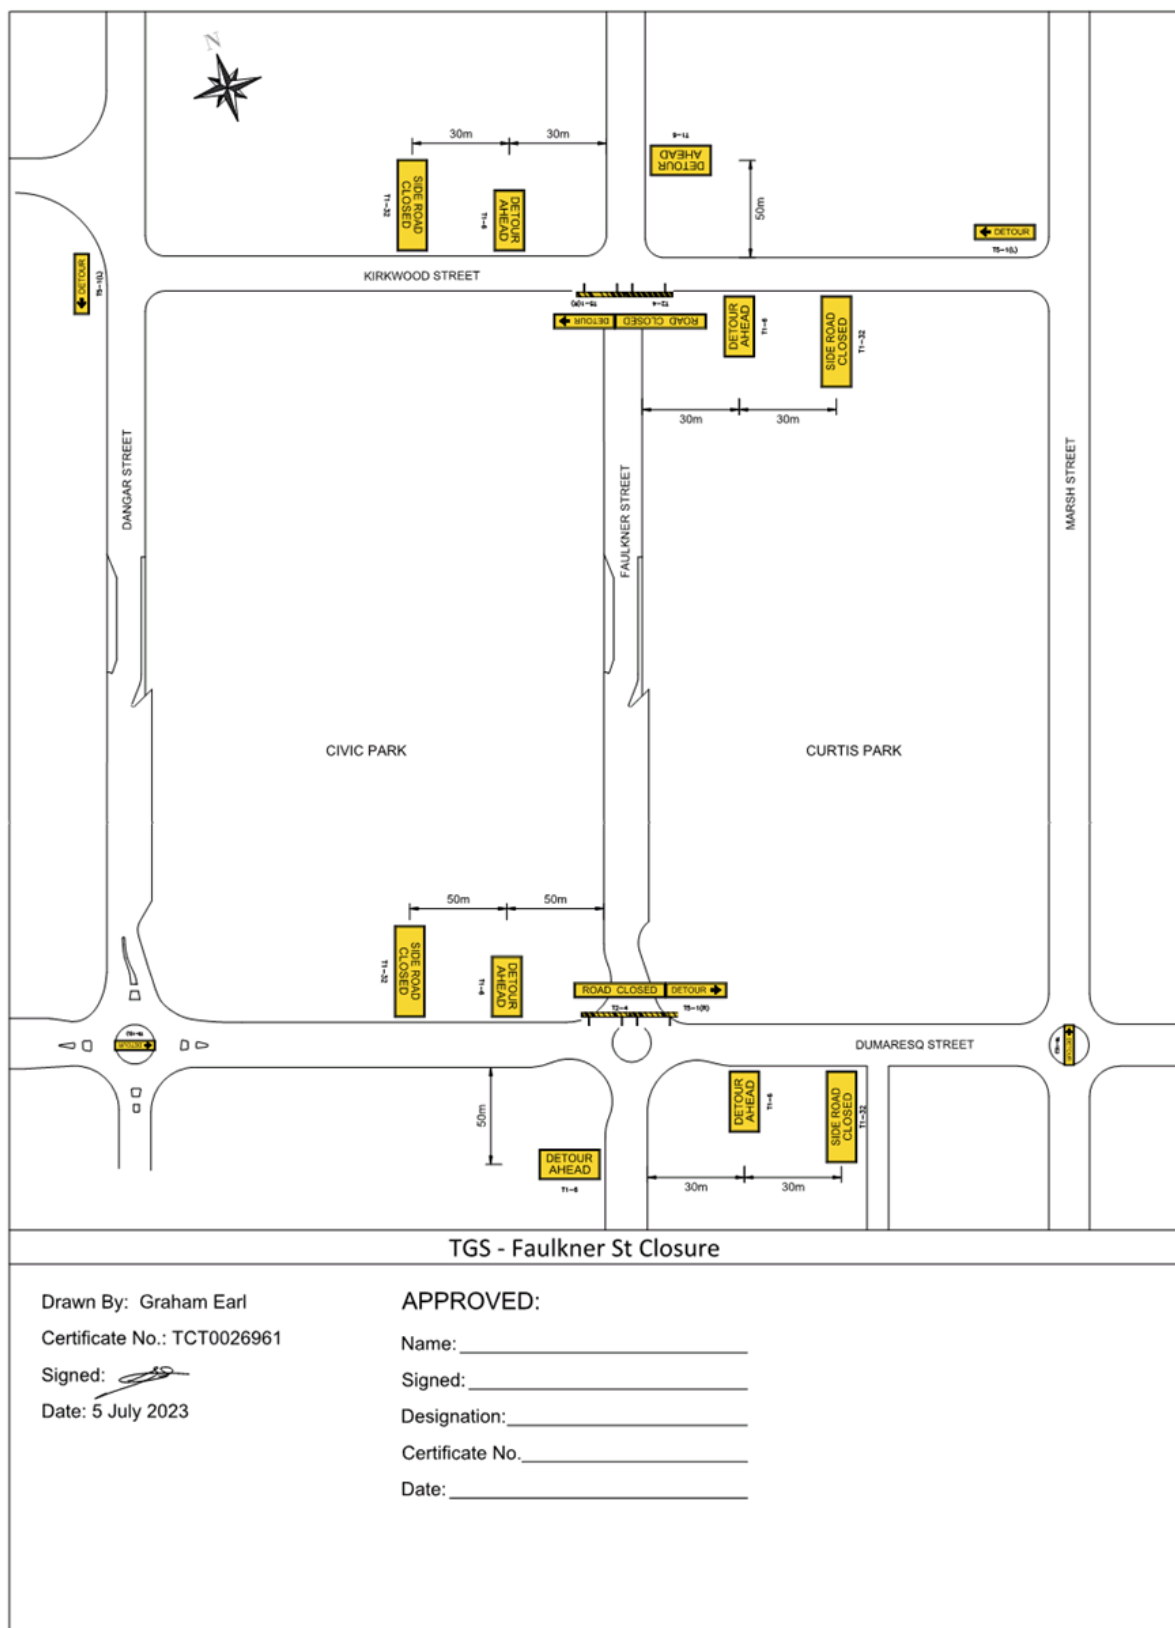 N
30m
30m
T1-6
DETOUR
AHEAD
SIDE ROAD
CLOSED
T1-32
DETOUR
AHEAD
T1-6
50m
DETOUR
T5-1(L)
DETOUR
T5-1(L)
KIRKWOOD STREET
T5-1(R)
T2-4
DETOUR
ROAD CLOSED
DETOUR
AHEAD
T1-6
SIDE ROAD
CLOSED
T1-32
30m
30m
DANGAR STREET
FAULKNER STREET
MARSH STREET
CIVIC PARK
CURTIS PARK
50m
50m
SIDE ROAD
CLOSED
T1-32
DETOUR
AHEAD
T1-6
ROAD CLOSED
DETOUR
T2-4
T5-1(R)
DETOUR
DUMARESQ STREET
DETOUR
50m
DETOUR
AHEAD
T1-6
SIDE ROAD
CLOSED
T1-32
DETOUR
AHEAD
T1-6
30m
30m
TGS - Faulkner St Closure
Drawn By: Graham Earl
Certificate No.: TCT0026961
Signed:
Date: 5 July 2023
APPROVED:
Name:
Signed:
Designation:
Certificate No.
Date: